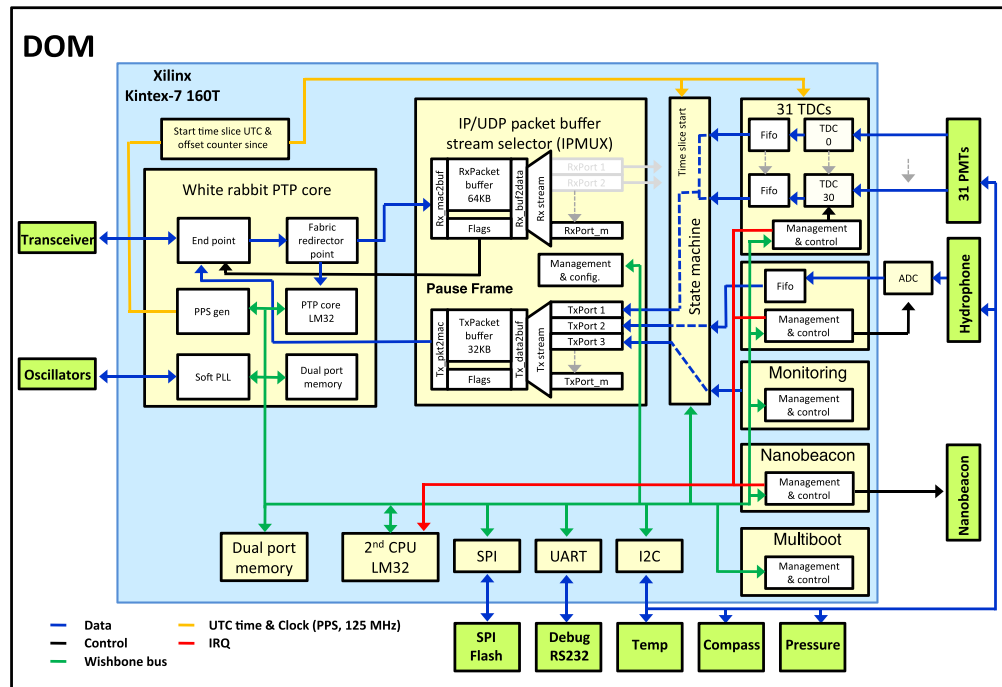 DOM
Xilinx
Kintex-7 160T
Start time slice UTC &
offset counter since
White rabbit PTP core
End point
Fabric
redirector
point
PPS gen
PTP core
LM32
Soft PLL
Dual port
memory
Transceiver
Oscillators
IP/UDP packet buffer
stream selector (IPMUX)
Rx_mac2buf
RxPacket
buffer
64KB
Flags
Rx_buf2data
Rx stream
RxPort 1
RxPort 2
RxPort_m
Management
& config.
Pause Frame
Tx_pkt2mac
TxPacket
buffer
32KB
Flags
Tx_data2buf
Tx stream
TxPort 1
TxPort 2
TxPort 3
TxPort_m
Time slice start
State machine
31 TDCs
Fifo
TDC
0
Fifo
TDC
30
Management
& control
Fifo
Management
& control
ADC
Monitoring
Management
& control
Nanobeacon
Management
& control
Multiboot
Management
& control
31 PMTs
Hydrophone
Nanobeacon
Dual port
memory
2nd CPU
LM32
SPI
UART
I2C
SPI
Flash
Debug
RS232
Temp
Compass
Pressure
Data
Control
Wishbone bus
UTC time & Clock (PPS, 125 MHz)
IRQ